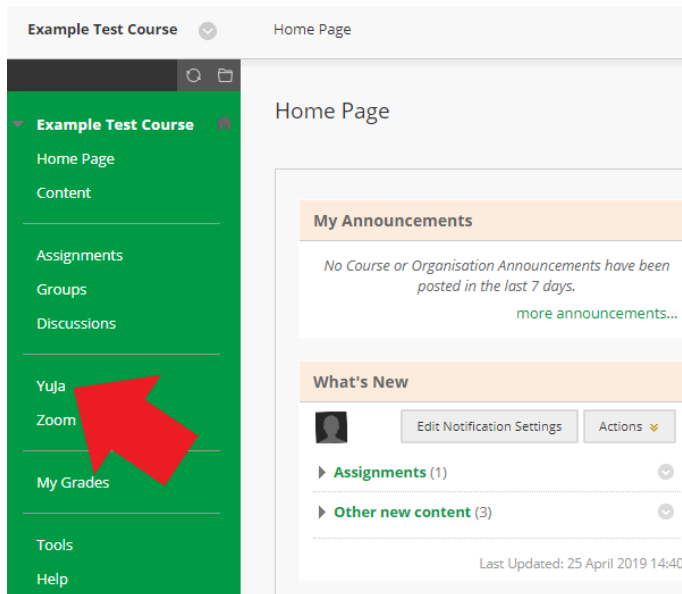 Example Test Course
Home Page
Example Test Course
Home Page
Content
Assignments
Groups
Discussions
YuJa
Zoom
My Grades
Tools
Help
Home Page
My Announcements
No Course or Organisation Announcements have been
posted in the last 7 days.
more announcements...
What's New
Edit Notification Settings
Actions
Assignments (1)
Other new content (3)
Last Updated: 25 April 2019 14:40